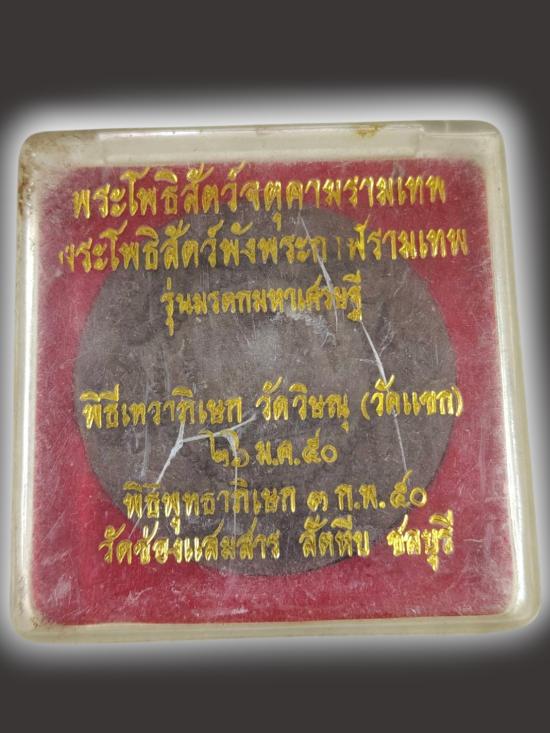 พระโพธิสัตว์จตุคามรามเทพ
พระโพธิสัตว์พังพระกาฬรามเทพ
รุ่นมรดกมหาเศรษฐี
พิธีเทวาภิเษก วัดวิษณุ (วัดแขก)
๒๖ ม.ค.๕๐
พิธีพุทธาภิเษก ๓ ก.พ.๕๐
วัดช่องแสมสาร สัตหีบ ชลบุรี